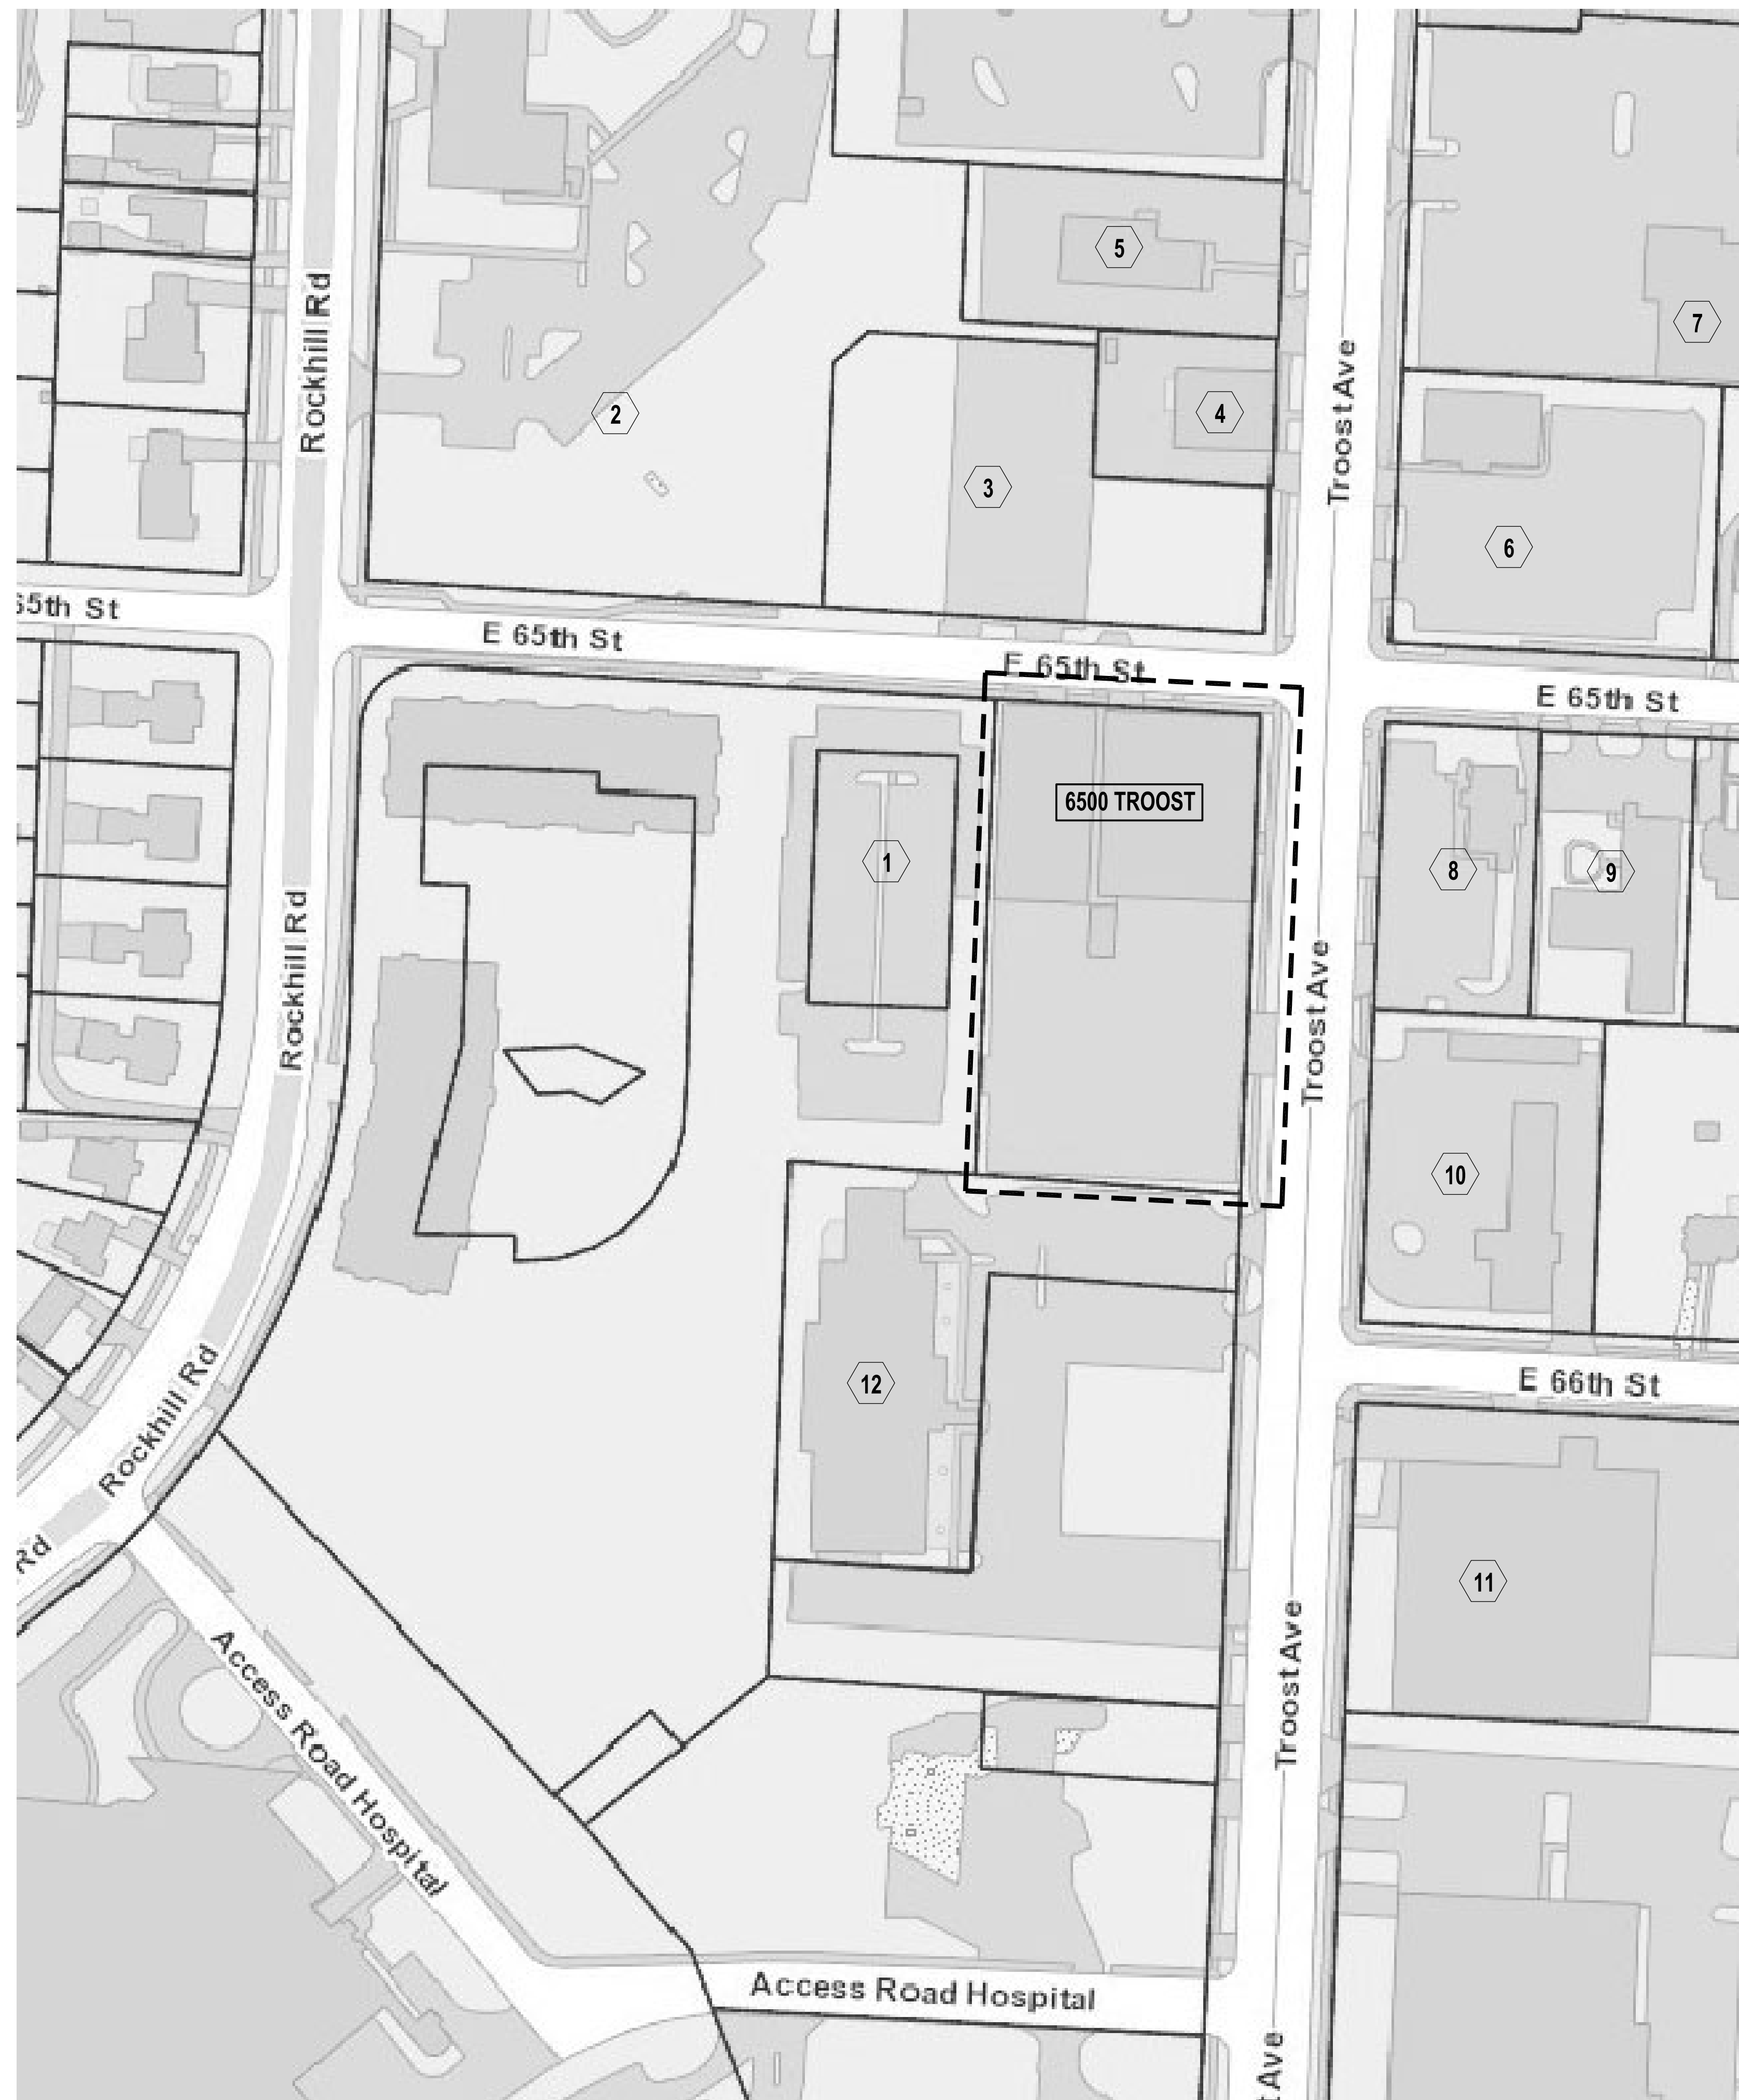 5
7
Rockhill Rd
Troost Ave
2
4
3
6
65th St
E 65th St
E 65th St
E 65th St
6500 TROOST
1
8
9
Rockhill Rd
Troost Ave
10
E 66th St
12
Rockhill Rd
Rd
11
Access Road Hospital
Troost Ave
Access Road Hospital
Ave